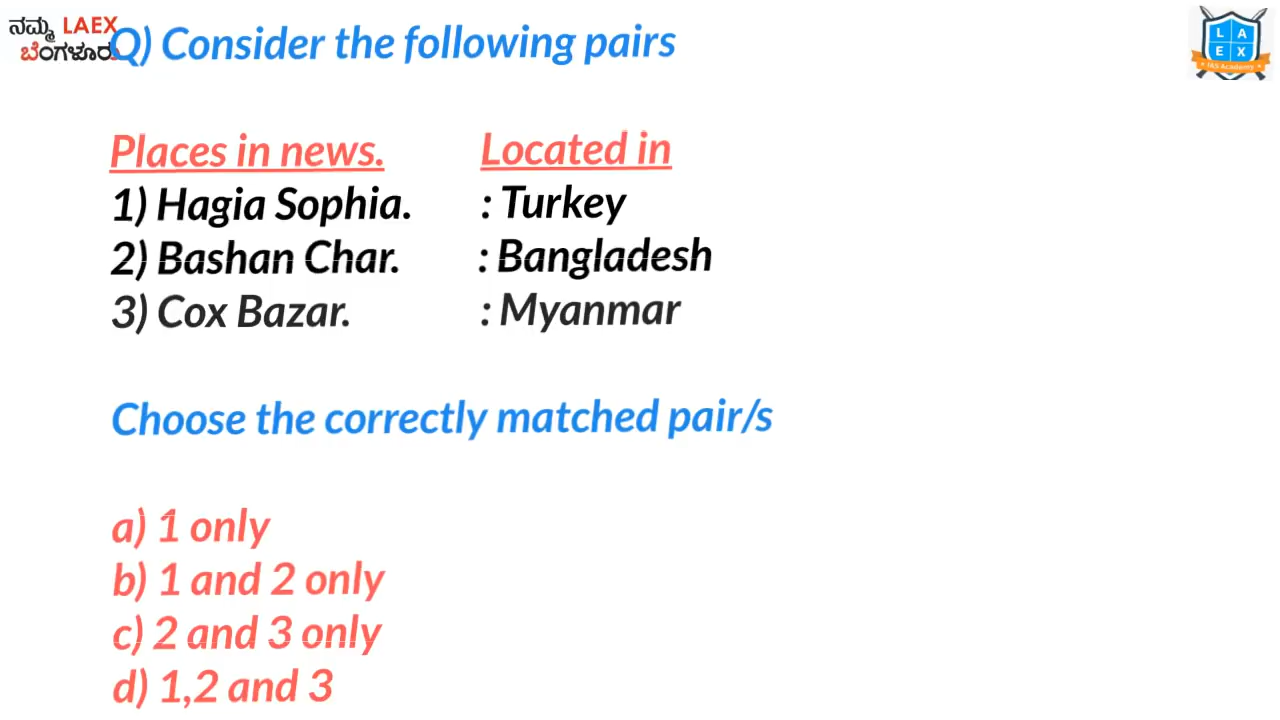 ನಮ್ಮ LAEX
ಬೆಂಗಳೂರು
Q) Consider the following pairs
L A
E X
IAS Academy
Places in news. Located in
1) Hagia Sophia. : Turkey
2) Bashan Char. : Bangladesh
3) Cox Bazar. : Myanmar
Choose the correctly matched pair/s
a) 1 only
b) 1 and 2 only
c) 2 and 3 only
d) 1,2 and 3